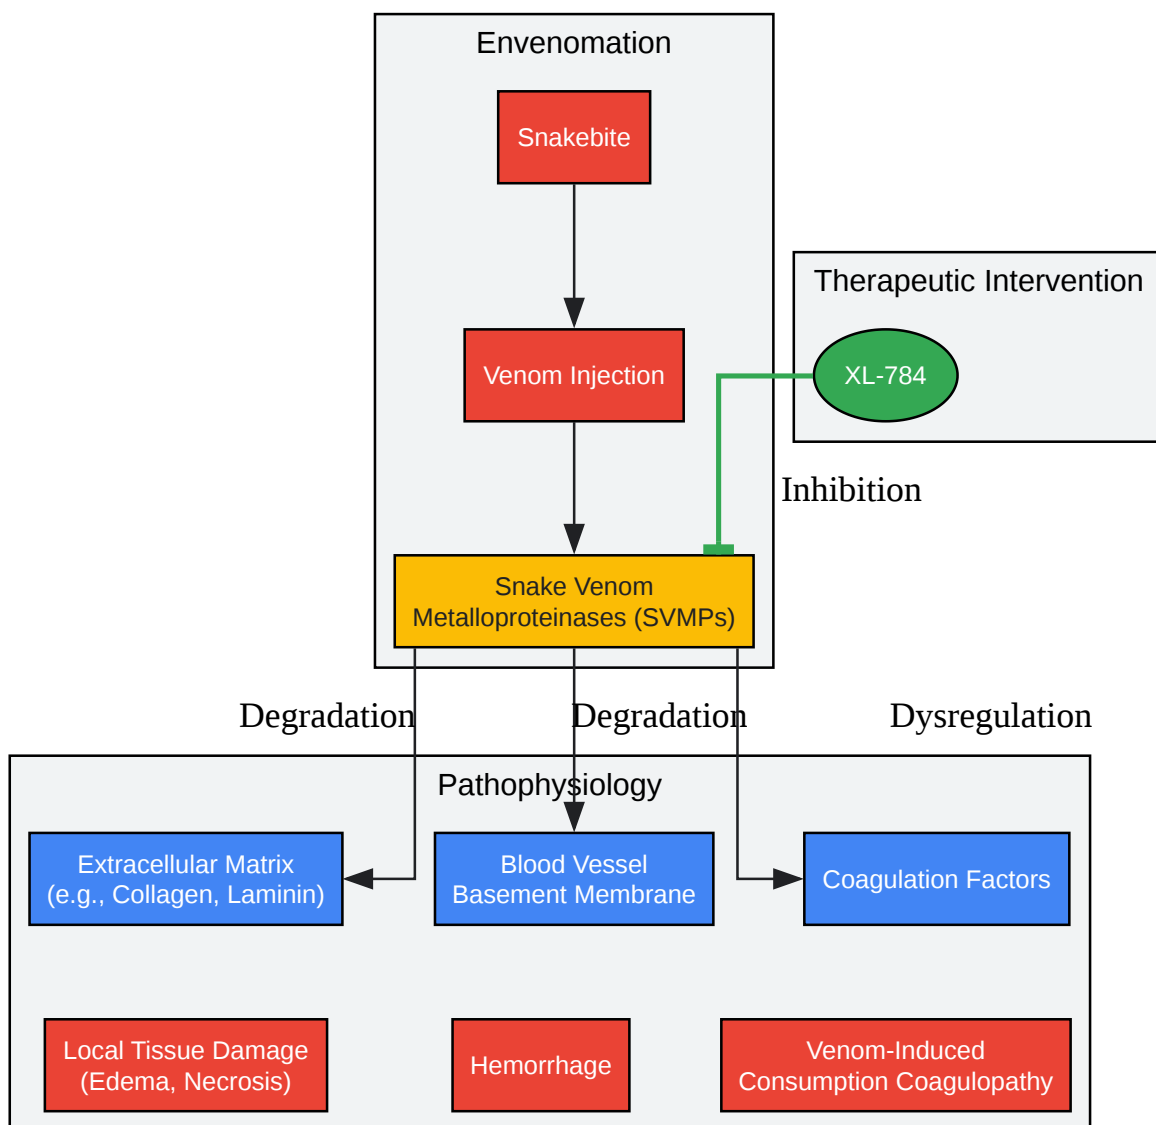 Envenomation
Snakebite
Therapeutic Intervention
Venom Injection
XL-784
Inhibition
Snake Venom
Metalloproteinases (SVMPs)
Degradation
Degradation
Dysregulation
Pathophysiology
Extracellular Matrix
(e.g., Collagen, Laminin)
Blood Vessel
Basement Membrane
Coagulation Factors
Local Tissue Damage
(Edema, Necrosis)
Hemorrhage
Venom-Induced
Consumption Coagulopathy